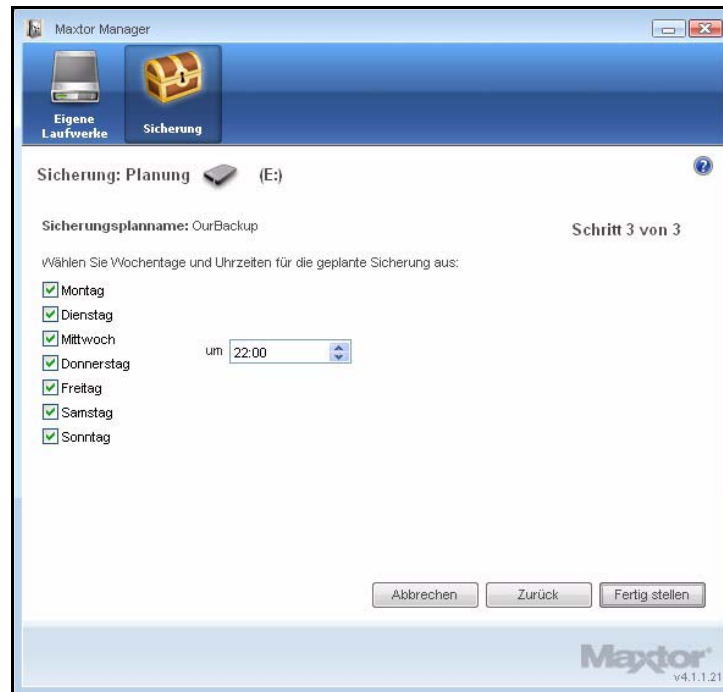 Maxtor Manager
Eigene
Laufwerke
Sicherung
Sicherung: Planung (E:)
Sicherungsplanname: OurBackup
Schritt 3 von 3
Wählen Sie Wochentage und Uhrzeiten für die geplante Sicherung aus:
Montag
Dienstag
Mittwoch
um 22:00
Donnerstag
Freitag
Samstag
Sonntag
Abbrechen Zurück Fertig stellen
Maxtor
v4.1.1.21